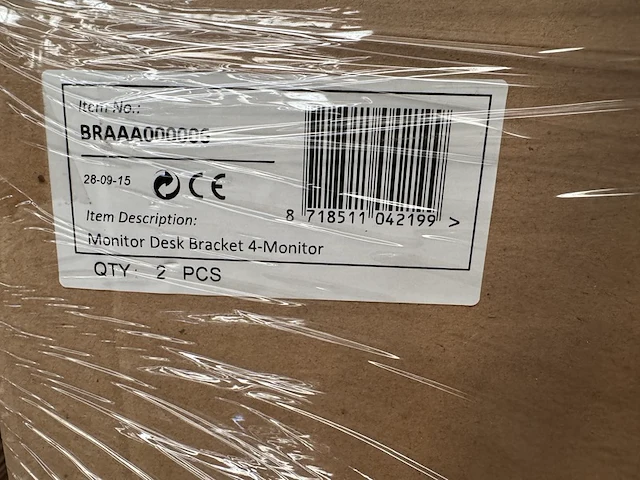 Item No.:
BRAAA000006
28-09-15 CE
Item Description:
Monitor Desk Bracket 4-Monitor
QTY: 2 PCS
8 718511 042199 >